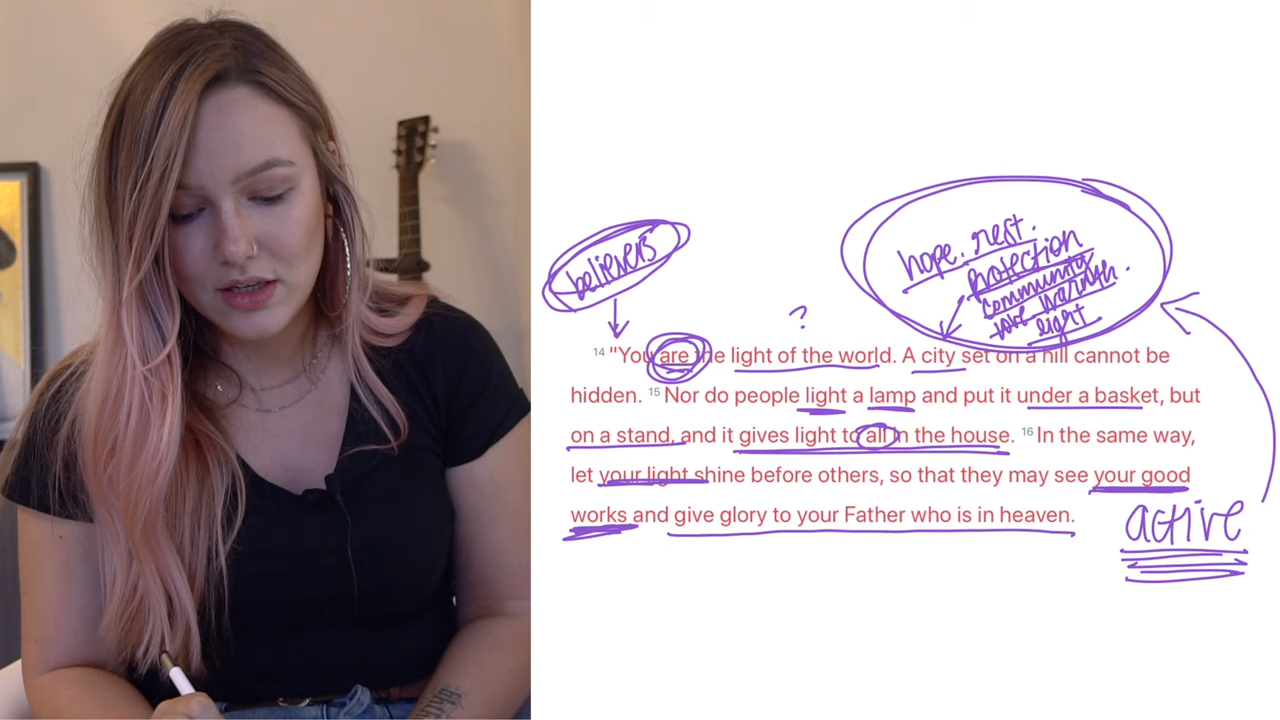 believers
hope. rest.
protection
community
love warmth.
light
?
14 "You are the light of the world. A city set on a hill cannot be
hidden. 15 Nor do people light a lamp and put it under a basket, but
on a stand, and it gives light to all in the house. 16 In the same way,
let your light shine before others, so that they may see your good
works and give glory to your Father who is in heaven.
active